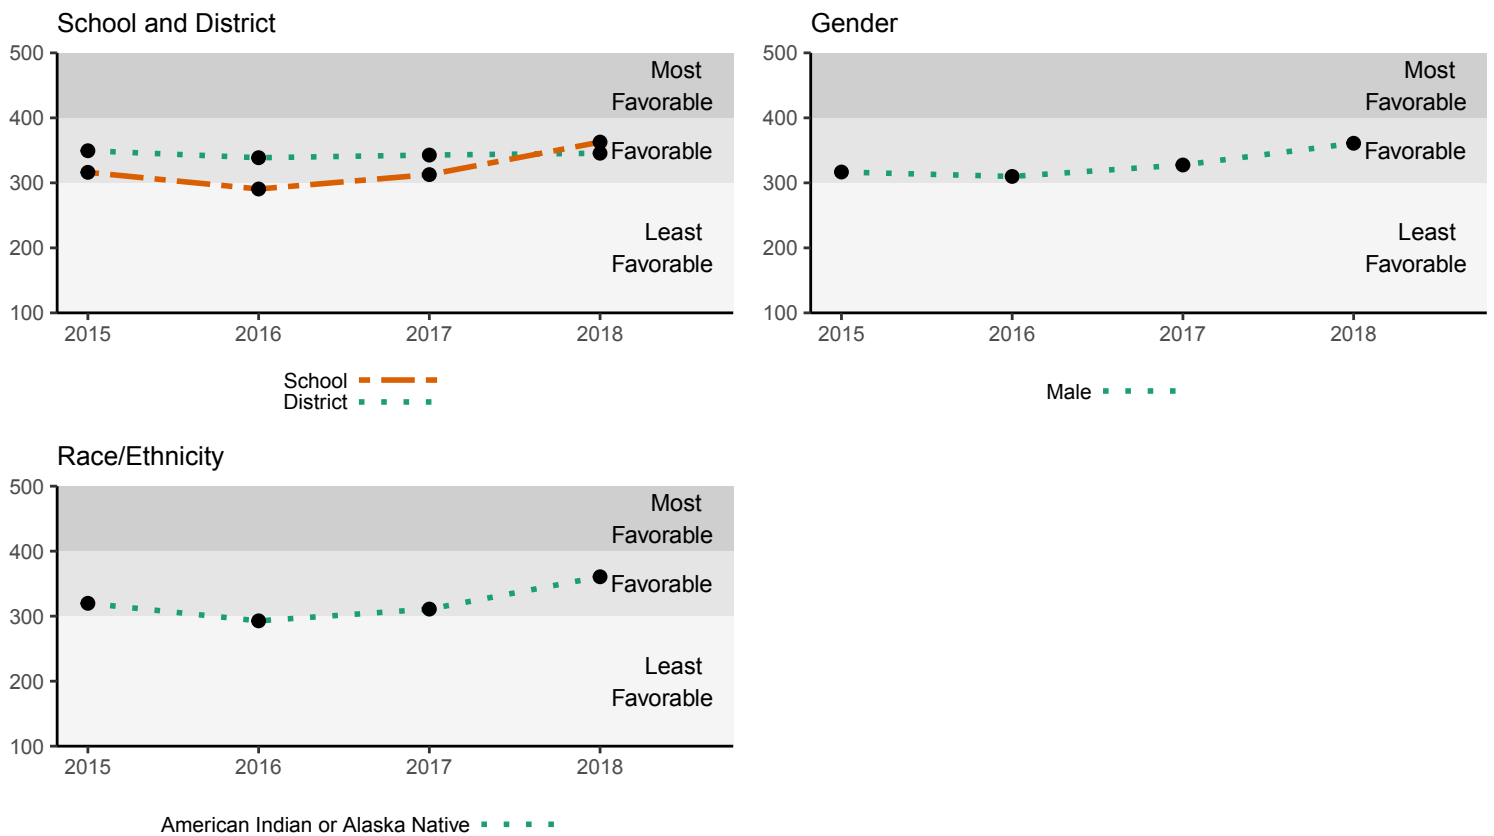 School and District
500
400
300
200
100
Most
Favorable
Favorable
Least
Favorable
2015 2016 2017 2018
School
District
Gender
500
400
300
200
100
Most
Favorable
Favorable
Least
Favorable
2015 2016 2017 2018
Male
Race/Ethnicity
500
400
300
200
100
Most
Favorable
Favorable
Least
Favorable
2015 2016 2017 2018
American Indian or Alaska Native